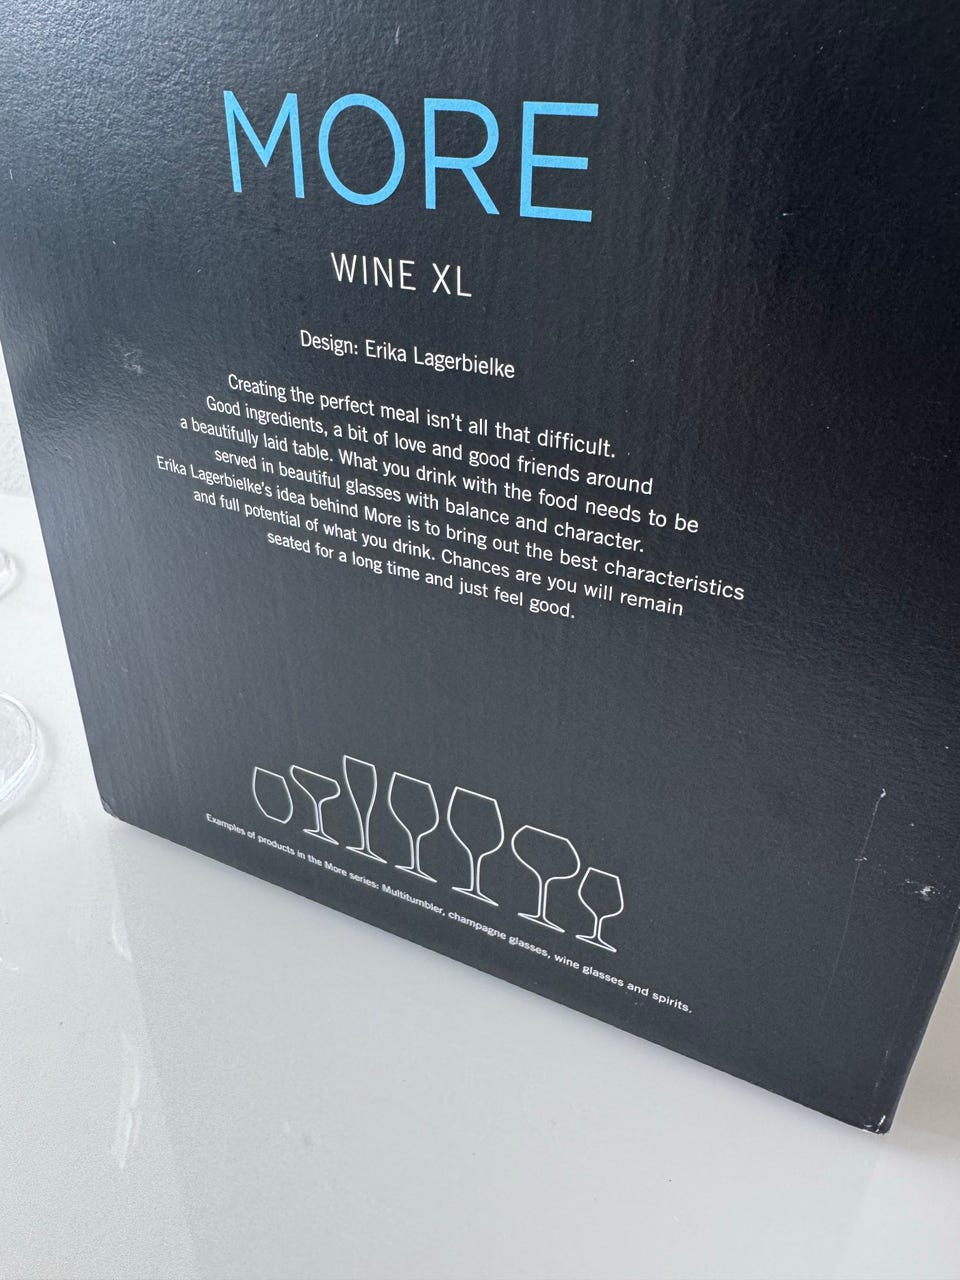 MORE
WINE XL
Design: Erika Lagerbielke
Creating the perfect meal isn't all that difficult.
Good ingredients, a bit of love and good friends around
a beautifully laid table. What you drink with the food needs to be
served in beautiful glasses with balance and character.
Erika Lagerbielke's idea behind More is to bring out the best characteristics
and full potential of what you drink. Chances are you will remain
seated for a long time and just feel good.
Examples of products in the More series: Multitumbler, champagne glasses, wine glasses and spirits.